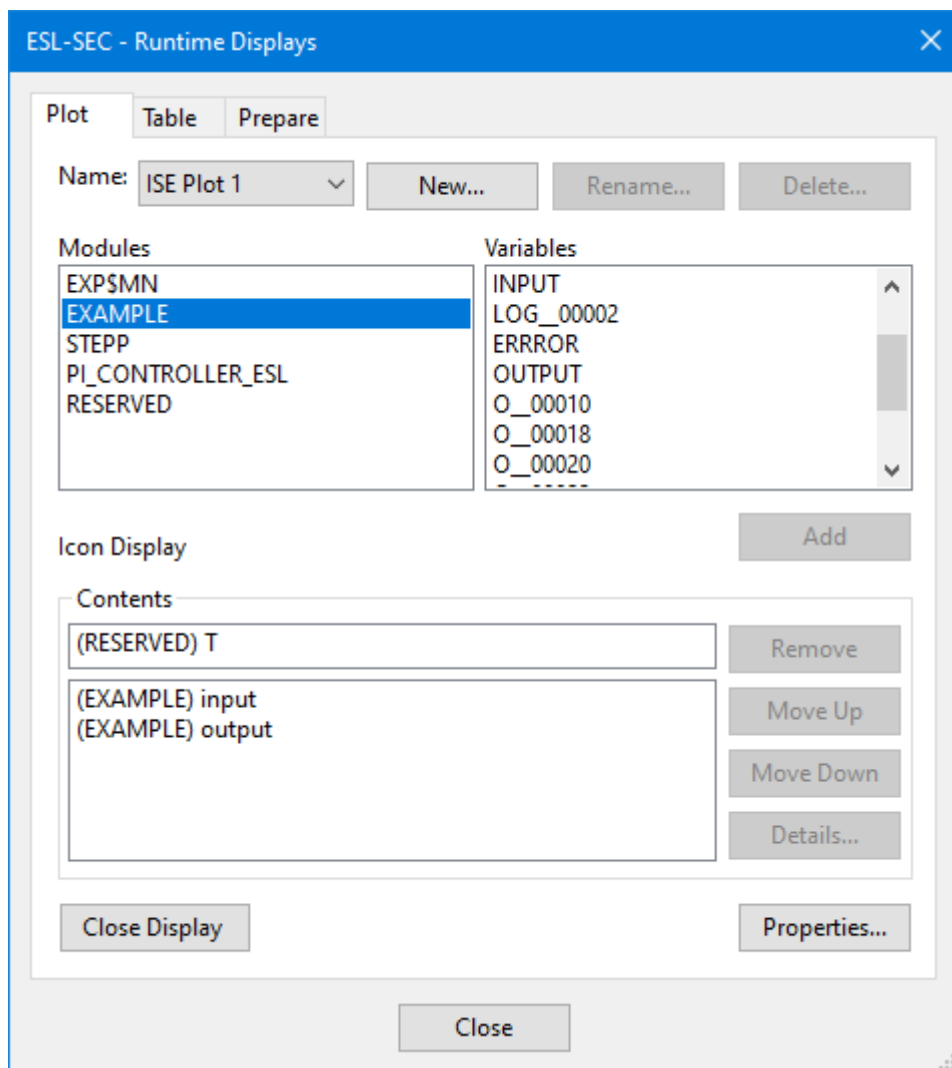 ESL-SEC - Runtime Displays
Plot Table Prepare
Name: ISE Plot 1 New... Rename... Delete...
Modules
EXP$MN
EXAMPLE
STEPP
PI_CONTROLLER_ESL
RESERVED
Variables
INPUT
LOG__00002
ERRROR
OUTPUT
O__00010
O__00018
O__00020
Icon Display
Add
Contents
(RESERVED) T
(EXAMPLE) input
(EXAMPLE) output
Remove
Move Up
Move Down
Details...
Close Display
Properties...
Close